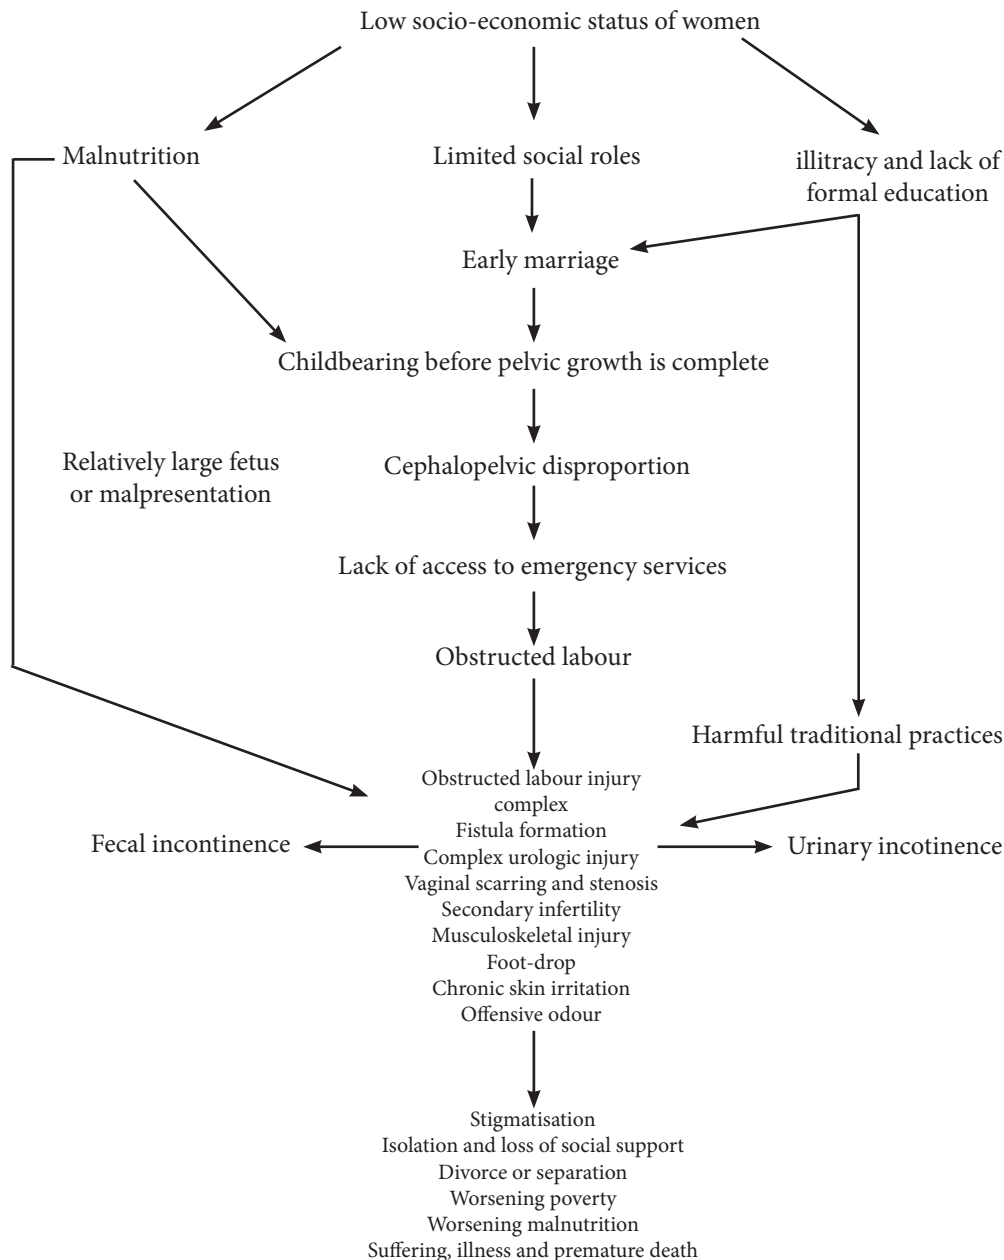 Low socio-economic status of women
Malnutrition
Limited social roles
illitracy and lack of
formal education
Early marriage
Childbearing before pelvic growth is complete
Relatively large fetus
or malpresentation
Cephalopelvic disproportion
Lack of access to emergency services
Obstructed labour
Harmful traditional practices
Obstructed labour injury
complex
Fistula formation
Fecal incontinence
Complex urologic injury
Urinary incotinence
Vaginal scarring and stenosis
Secondary infertility
Musculoskeletal injury
Foot-drop
Chronic skin irritation
Offensive odour
Stigmatisation
Isolation and loss of social support
Divorce or separation
Worsening poverty
Worsening malnutrition
Suffering, illness and premature death